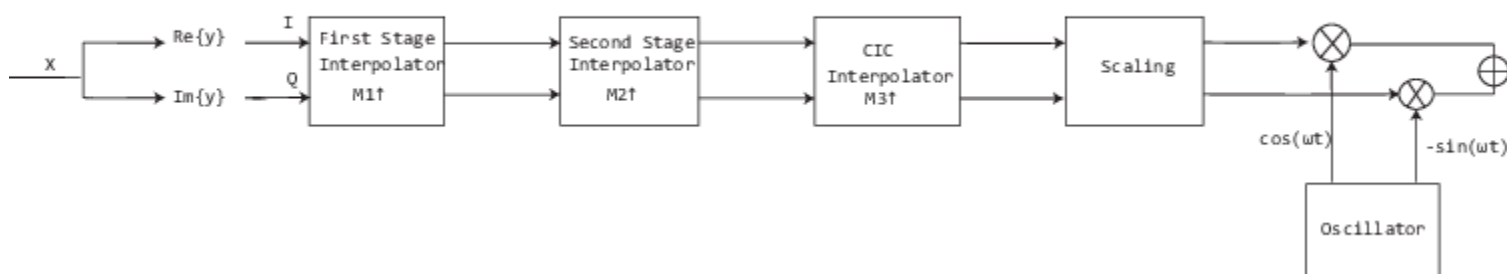 X
Re{y}
Im{y}
I
Q
First Stage
Interpolator
M1↑
Second Stage
Interpolator
M2↑
CIC
Interpolator
M3↑
Scaling
cos(ωt)
-sin(ωt)
Oscillator